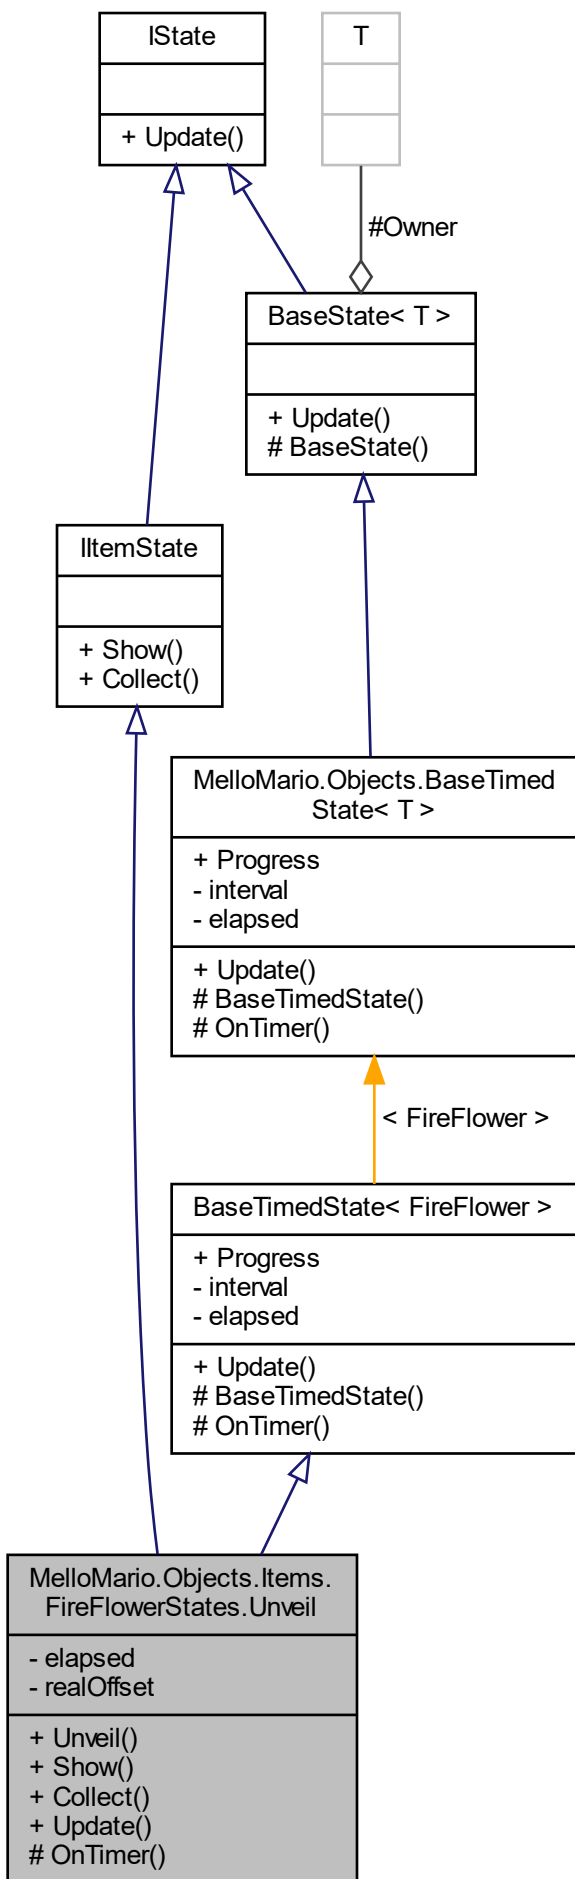 IState
+ Update()
T
#Owner
BaseState< T >
+ Update()
# BaseState()
IItemState
+ Show()
+ Collect()
MelloMario.Objects.BaseTimed
State< T >
+ Progress
- interval
- elapsed
+ Update()
# BaseTimedState()
# OnTimer()
< FireFlower >
BaseTimedState< FireFlower >
+ Progress
- interval
- elapsed
+ Update()
# BaseTimedState()
# OnTimer()
MelloMario.Objects.Items.
FireFlowerStates.Unveil
- elapsed
- realOffset
+ Unveil()
+ Show()
+ Collect()
+ Update()
# OnTimer()